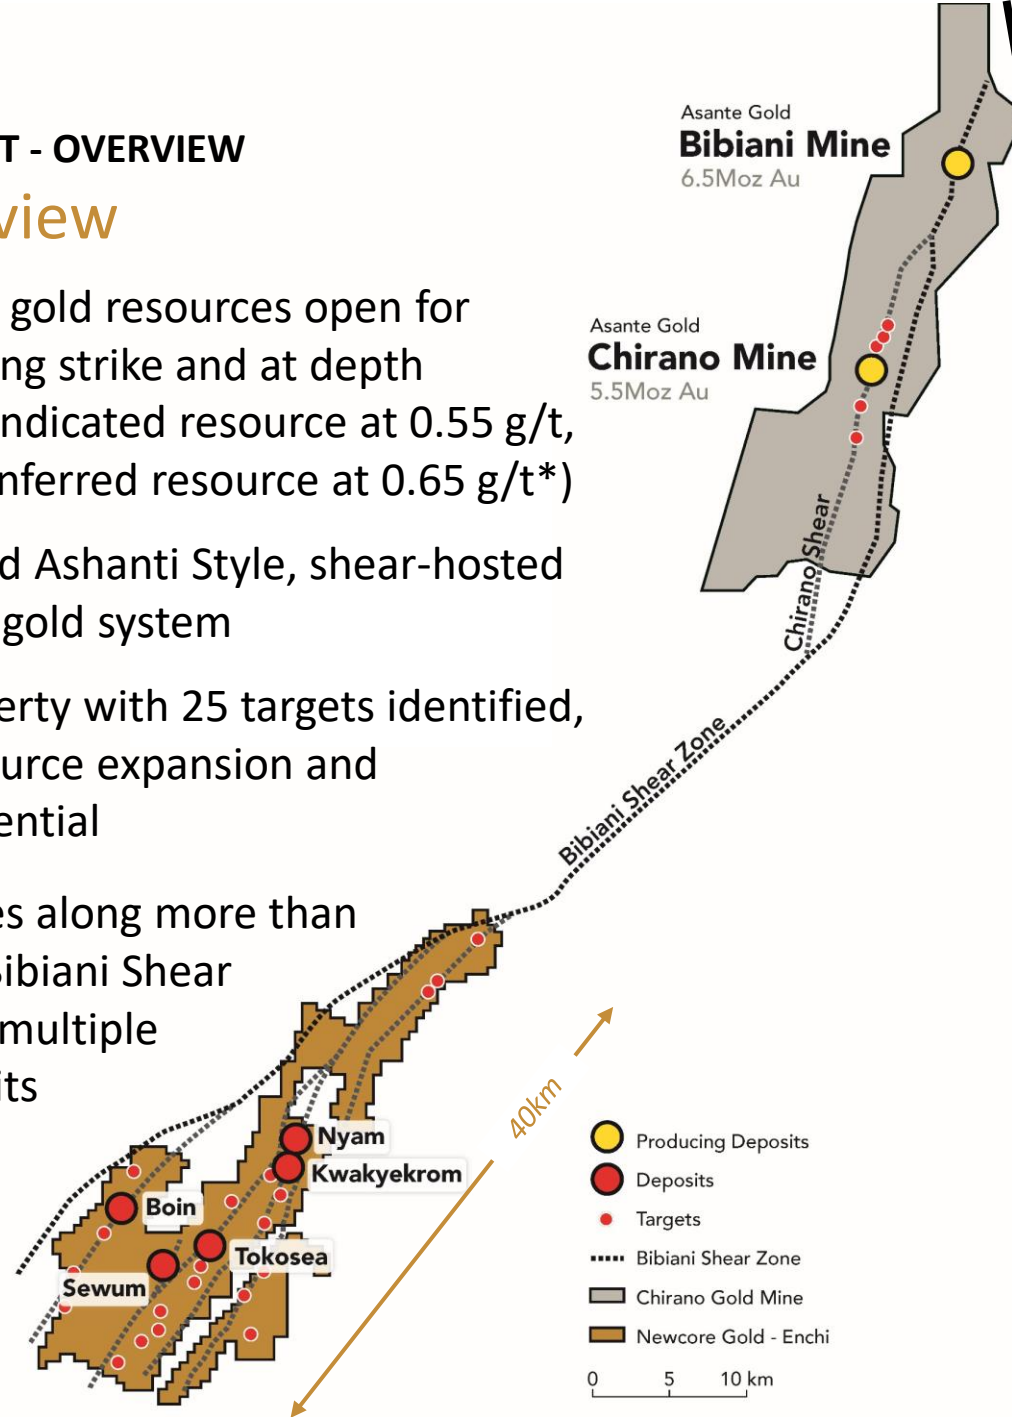 T - OVERVIEW
view
gold resources open for
ng strike and at depth
ndicated resource at 0.55 g/t,
nferred resource at 0.65 g/t*)
d Ashanti Style, shear-hosted
gold system
erty with 25 targets identified,
ource expansion and
ential
es along more than
Bibiani Shear
multiple
its
Asante Gold
Bibiani Mine
6.5Moz Au
Asante Gold
Chirano Mine
5.5Moz Au
Chirano Shear
Bibiani Shear Zone
40km
Nyam
Kwakyekrom
Boin
Tokosea
Sewum
Producing Deposits
Deposits
Targets
Bibiani Shear Zone
Chirano Gold Mine
Newcore Gold - Enchi
0 5 10 km